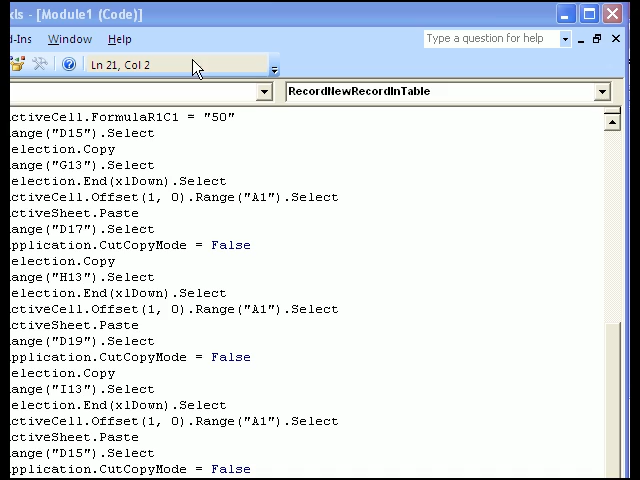 ds - [Module1 (Code)]
d-Ins Window Help
Type a question for help
Ln 21, Col 2
RecordNewRecordInTable
ctiveCell.FormulaR1C1 = "50"
ange("D15").Select
election.Copy
ange("G13").Select
election.End(xlDown).Select
ctiveCell.Offset(1, 0).Range("A1").Select
ctiveSheet.Paste
ange("D17").Select
pplication.CutCopyMode = False
election.Copy
ange("H13").Select
election.End(xlDown).Select
ctiveCell.Offset(1, 0).Range("A1").Select
ctiveSheet.Paste
ange("D19").Select
pplication.CutCopyMode = False
election.Copy
ange("I13").Select
election.End(xlDown).Select
ctiveCell.Offset(1, 0).Range("A1").Select
ctiveSheet.Paste
ange("D15").Select
pplication.CutCopyMode = False